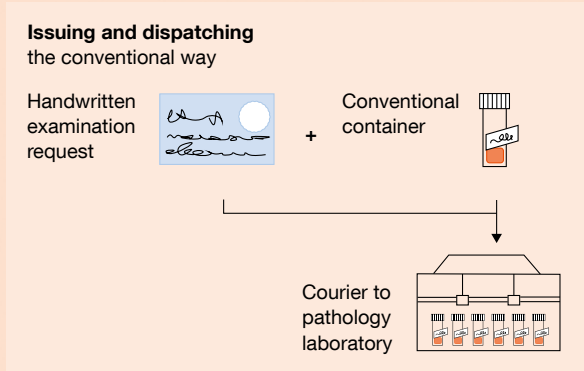 Issuing and dispatching
the conventional way
Handwritten
examination
request
+
Conventional
container
Courier to
pathology
laboratory